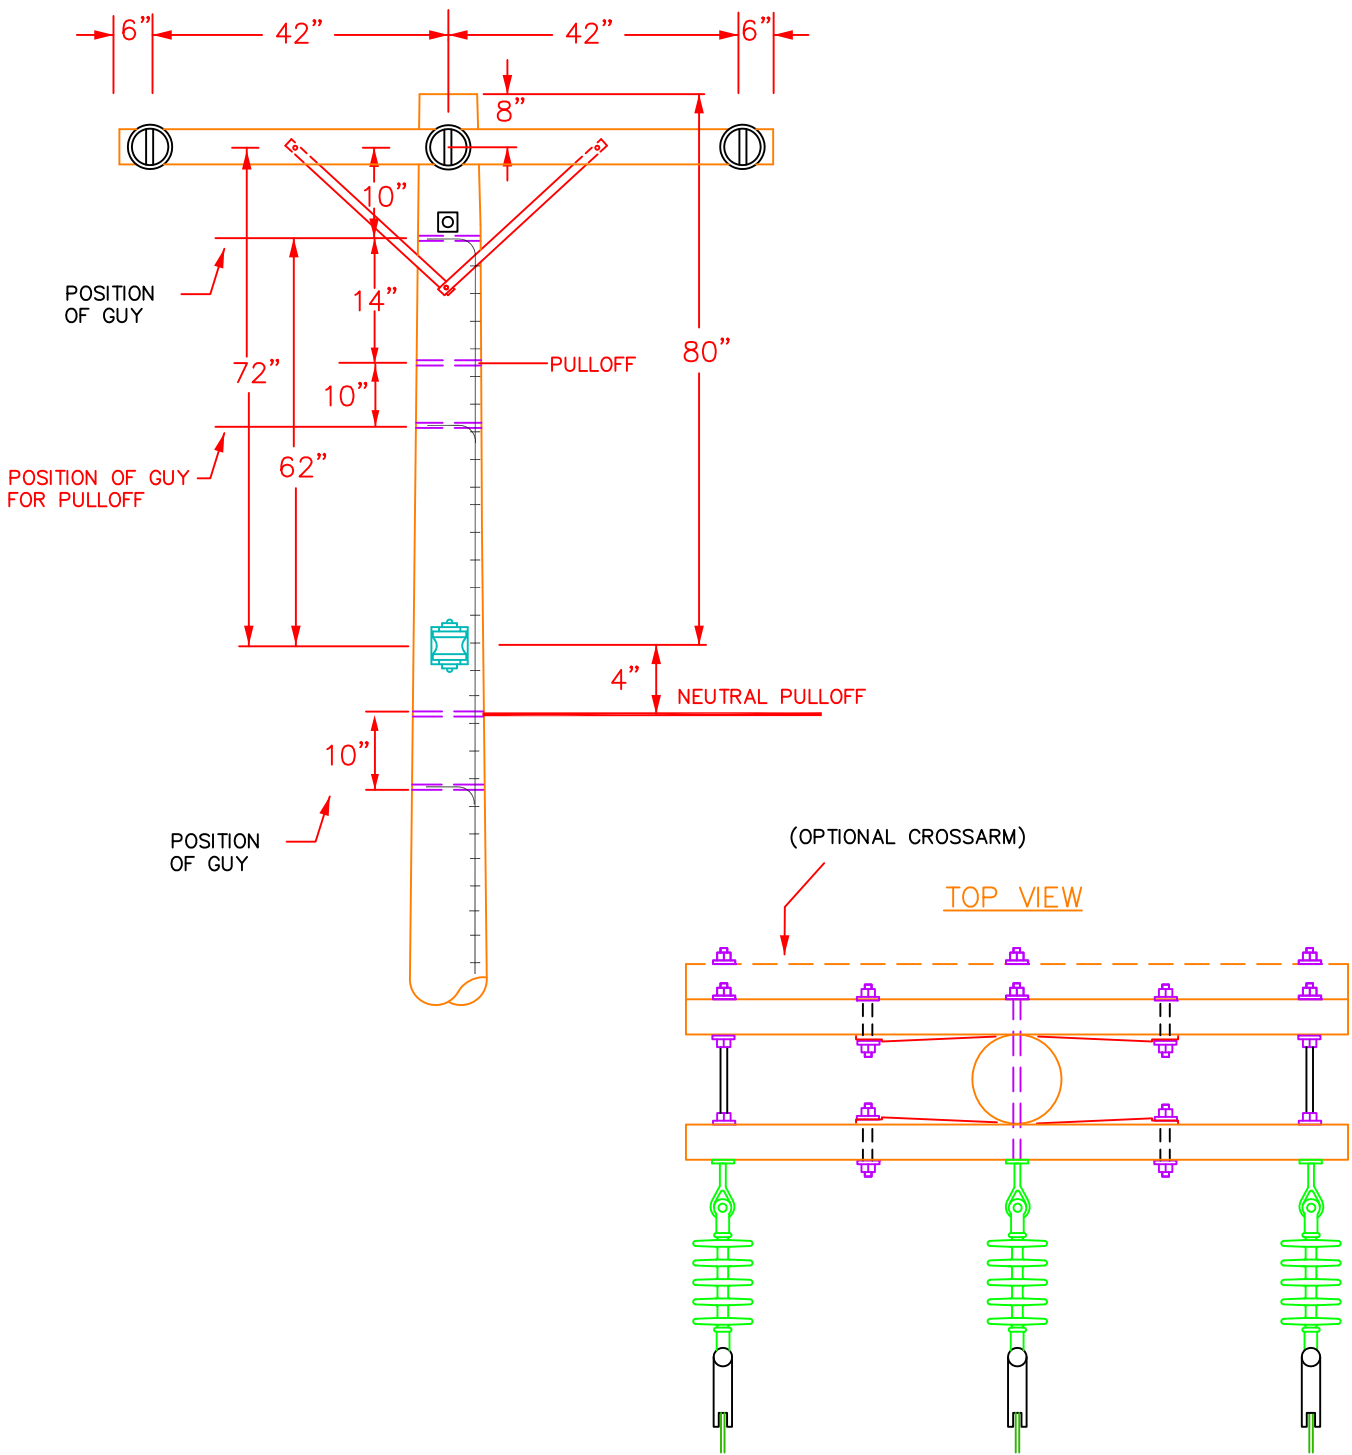 6” 42” 42” 6”
8”
10”
POSITION
OF GUY
14”
72”
80”
PULLOFF
10”
62”
POSITION OF GUY
FOR PULLOFF
4”
NEUTRAL PULLOFF
10”
POSITION
OF GUY
(OPTIONAL CROSSARM)
TOP VIEW